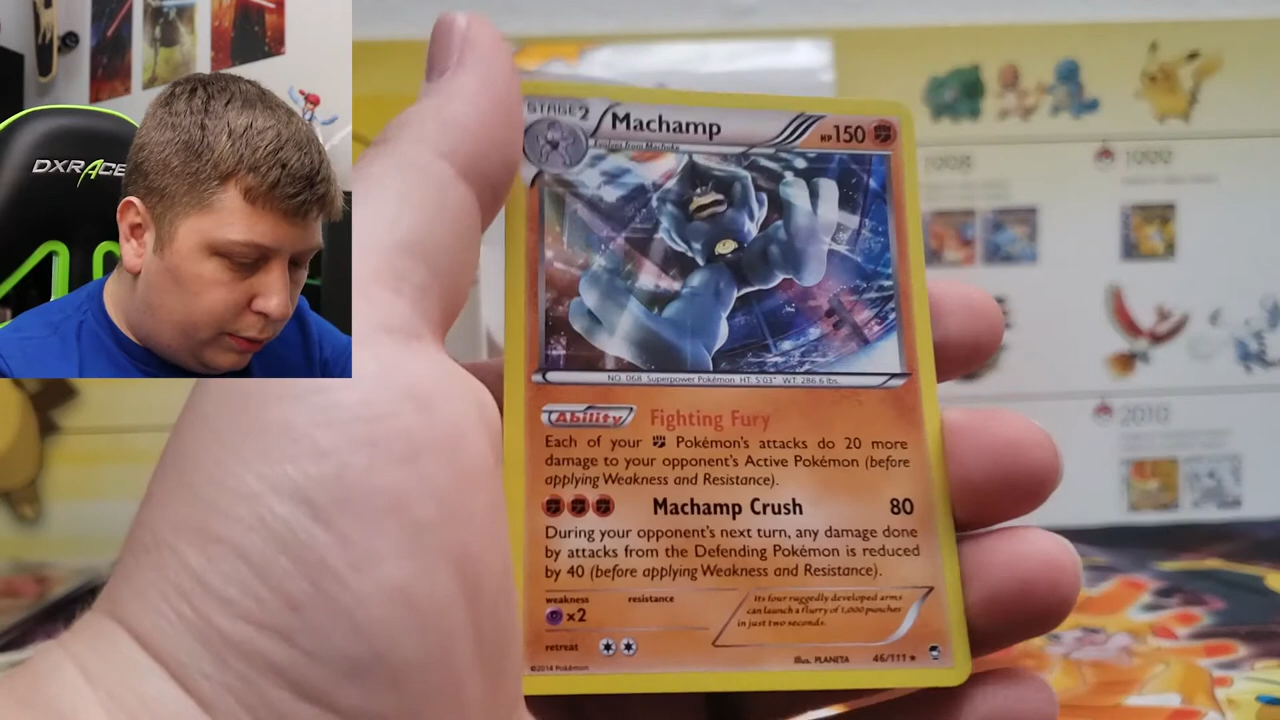 DXRACE
STAGE2
Machamp
HP150
Evolves from Machoke
NO. 068 Superpower Pokémon HT: 5'03" WT: 286.6 lbs.
Ability Fighting Fury
Each of your Pokémon's attacks do 20 more
damage to your opponent's Active Pokémon (before
applying Weakness and Resistance).
Machamp Crush 80
During your opponent's next turn, any damage done
by attacks from the Defending Pokémon is reduced
by 40 (before applying Weakness and Resistance).
weakness resistance
×2
Its four ruggedly developed arms
can launch a flurry of 1,000 punches
in just two seconds.
retreat
©2014 Pokémon
Illus. PLANETA 46/111
1998
1999
2010